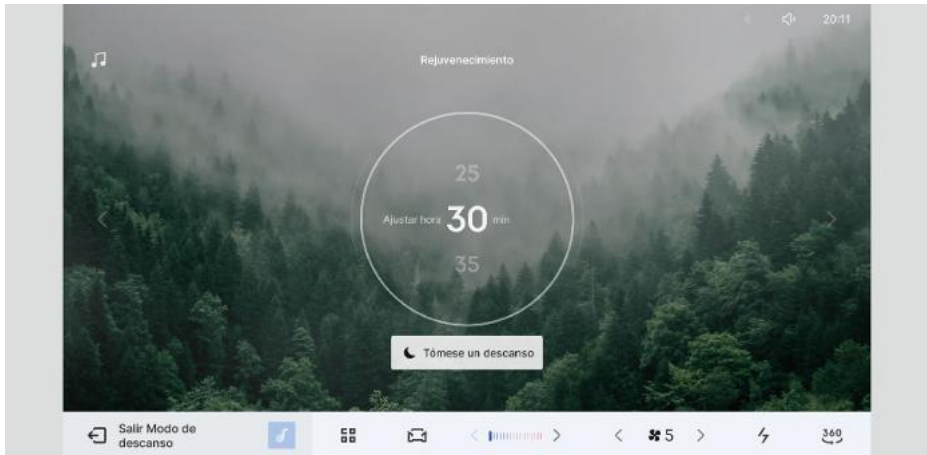 20:11
Rejuvenecimiento
25
Ajustar hora 30 min
35
Tómese un descanso
Salir Modo de
descanso
5
360